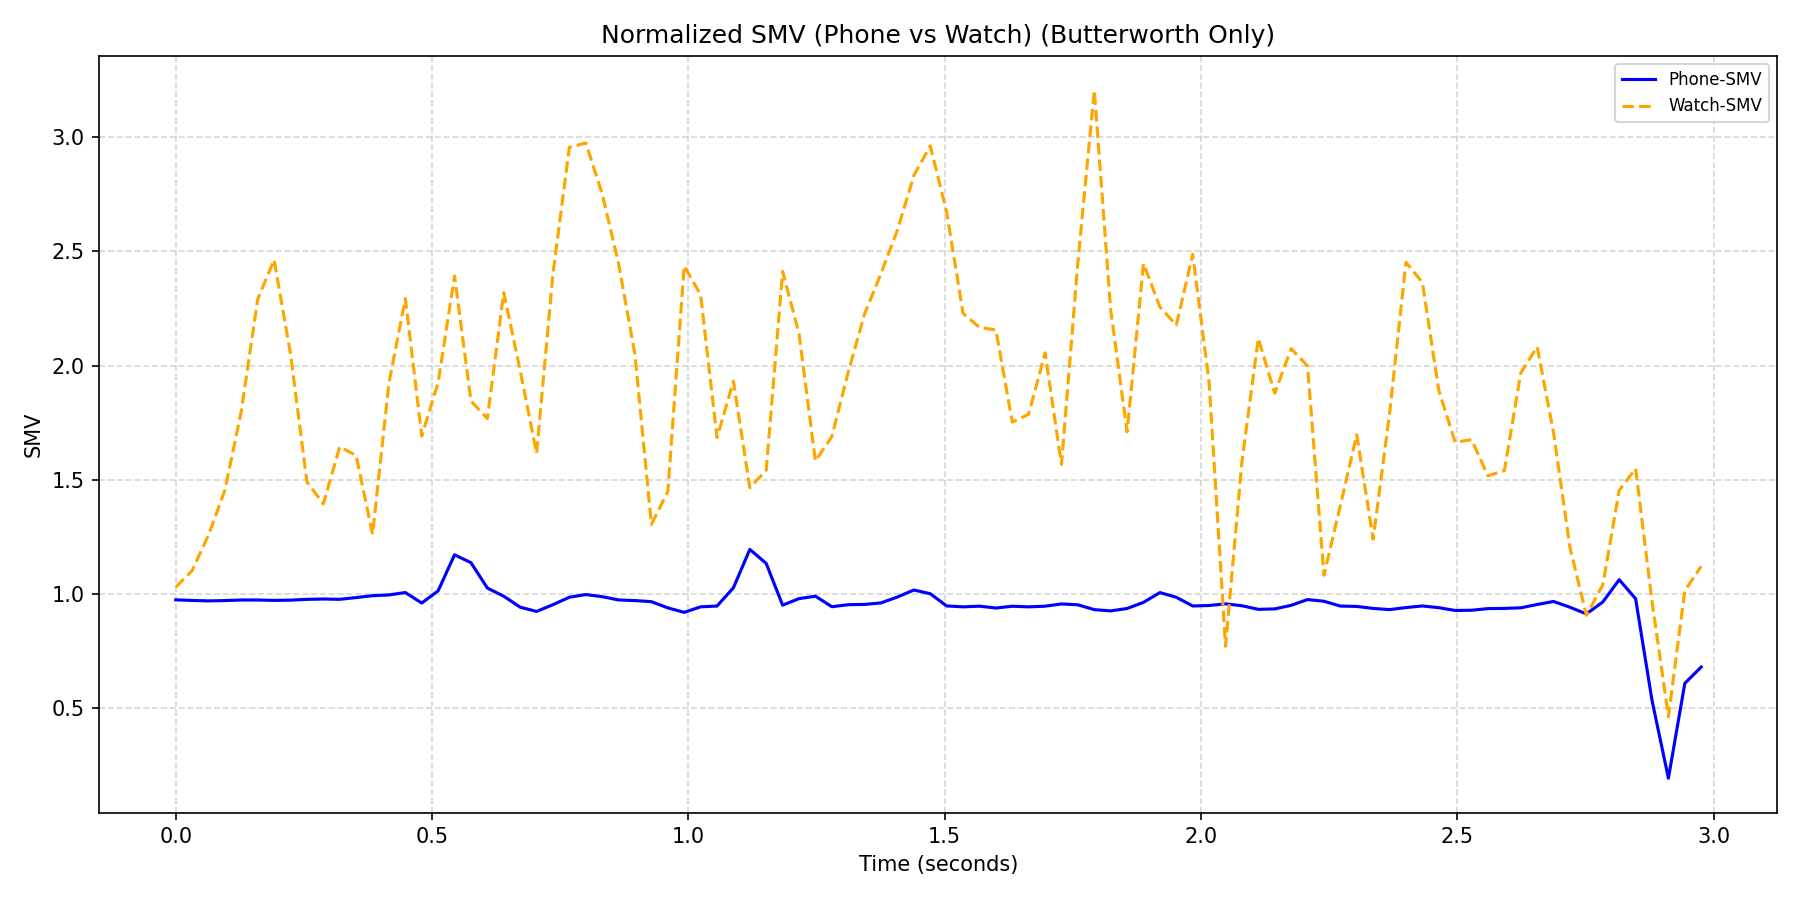 Normalized SMV (Phone vs Watch) (Butterworth Only)
Phone-SMV
Watch-SMV
3.0
2.5
2.0
1.5
1.0
0.5
SMV
0.0 0.5 1.0 1.5 2.0 2.5 3.0
Time (seconds)